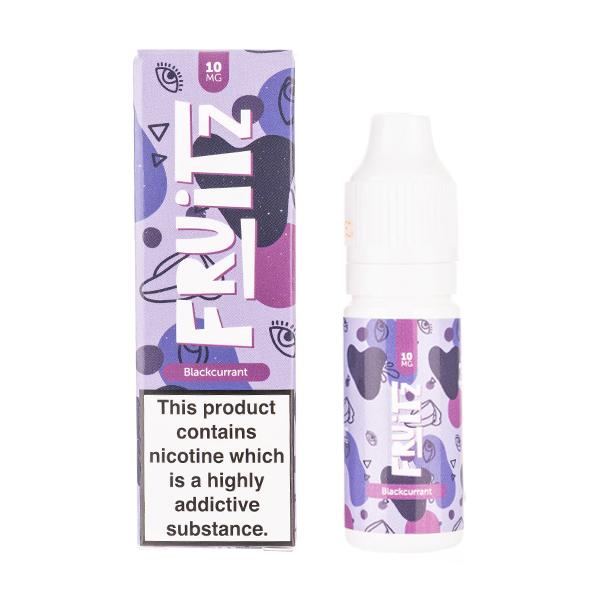 10
MG
FRUiTz
Blackcurrant
This product
contains
nicotine which
is a highly
addictive
substance.
10
MG
FRUiTz
Blackcurrant